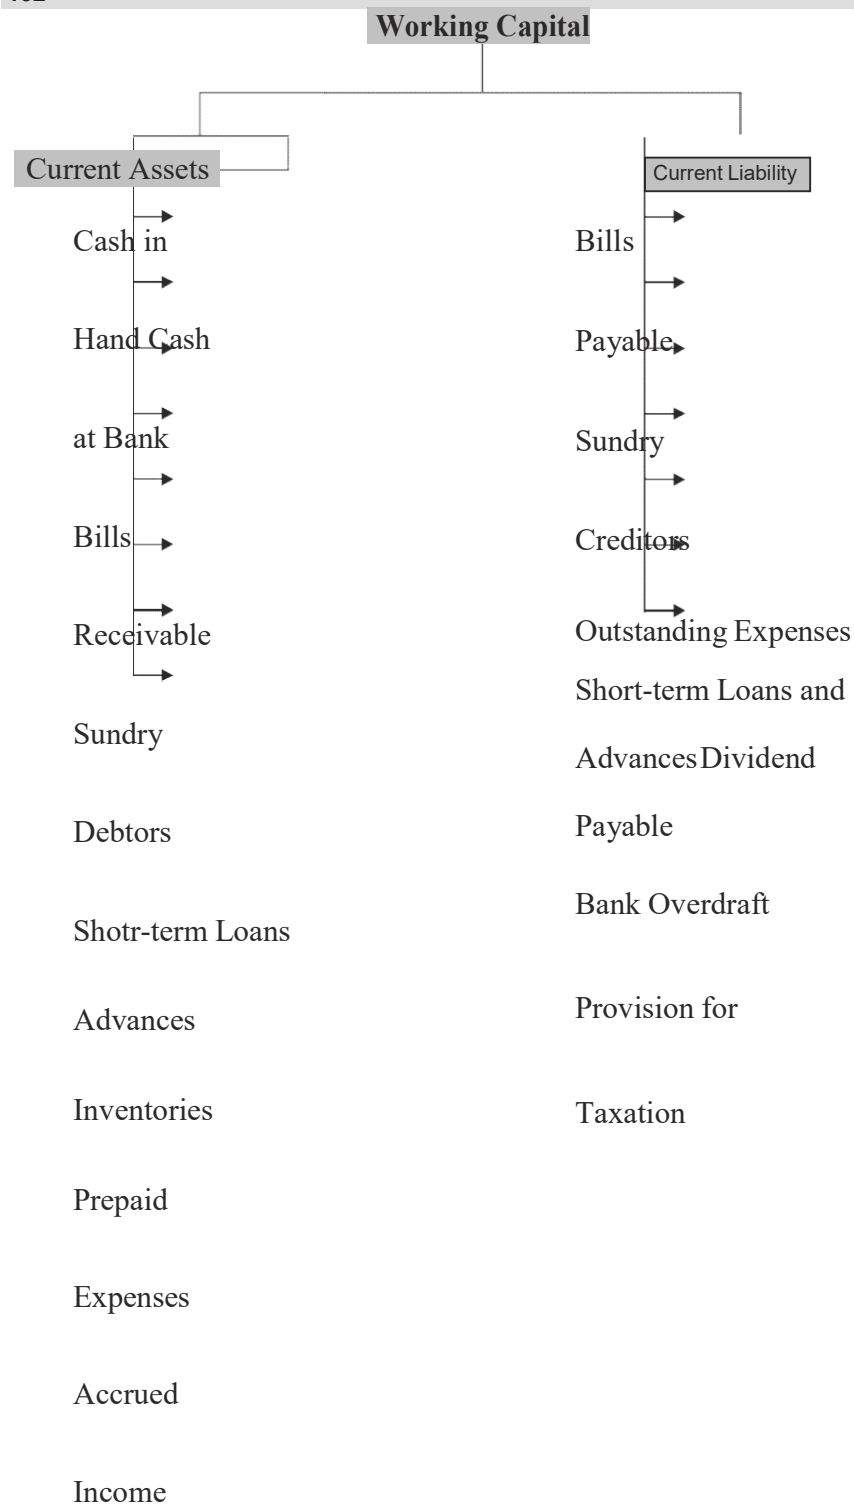 Working Capital
Current Assets
Cash in
Hand Cash
at Bank
Bills
Receivable
Sundry
Debtors
Shotr-term Loans
Advances
Inventories
Prepaid
Expenses
Accrued
Income
Current Liability
Bills
Payable
Sundry
Creditors
Outstanding Expenses
Short-term Loans and
Advances Dividend
Payable
Bank Overdraft
Provision for
Taxation